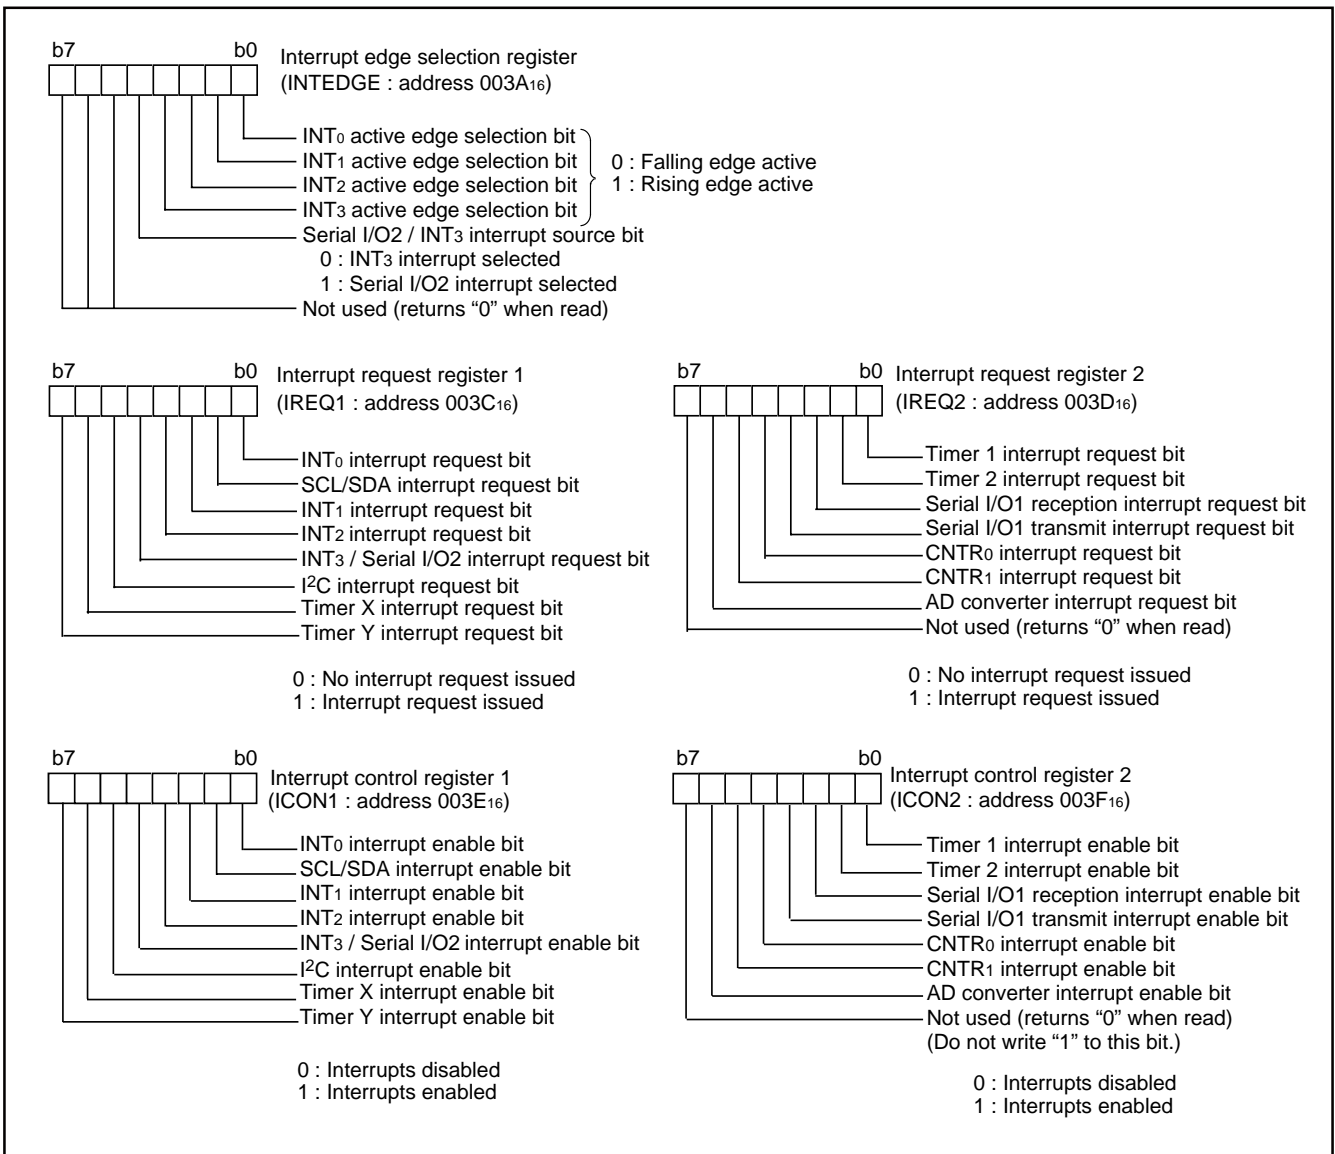 b7 b0 Interrupt edge selection register
(INTEDGE : address 003A16)
INT0 active edge selection bit
INT1 active edge selection bit
INT2 active edge selection bit
INT3 active edge selection bit
0 : Falling edge active
1 : Rising edge active
Serial I/O2 / INT3 interrupt source bit
0 : INT3 interrupt selected
1 : Serial I/O2 interrupt selected
Not used (returns “0” when read)
b7 b0 Interrupt request register 1
(IREQ1 : address 003C16)
INT0 interrupt request bit
SCL/SDA interrupt request bit
INT1 interrupt request bit
INT2 interrupt request bit
INT3 / Serial I/O2 interrupt request bit
I2C interrupt request bit
Timer X interrupt request bit
Timer Y interrupt request bit
0 : No interrupt request issued
1 : Interrupt request issued
b7 b0 Interrupt request register 2
(IREQ2 : address 003D16)
Timer 1 interrupt request bit
Timer 2 interrupt request bit
Serial I/O1 reception interrupt request bit
Serial I/O1 transmit interrupt request bit
CNTR0 interrupt request bit
CNTR1 interrupt request bit
AD converter interrupt request bit
Not used (returns “0” when read)
0 : No interrupt request issued
1 : Interrupt request issued
b7 b0 Interrupt control register 1
(ICON1 : address 003E16)
INT0 interrupt enable bit
SCL/SDA interrupt enable bit
INT1 interrupt enable bit
INT2 interrupt enable bit
INT3 / Serial I/O2 interrupt enable bit
I2C interrupt enable bit
Timer X interrupt enable bit
Timer Y interrupt enable bit
0 : Interrupts disabled
1 : Interrupts enabled
b7 b0 Interrupt control register 2
(ICON2 : address 003F16)
Timer 1 interrupt enable bit
Timer 2 interrupt enable bit
Serial I/O1 reception interrupt enable bit
Serial I/O1 transmit interrupt enable bit
CNTR0 interrupt enable bit
CNTR1 interrupt enable bit
AD converter interrupt enable bit
Not used (returns “0” when read)
(Do not write “1” to this bit.)
0 : Interrupts disabled
1 : Interrupts enabled